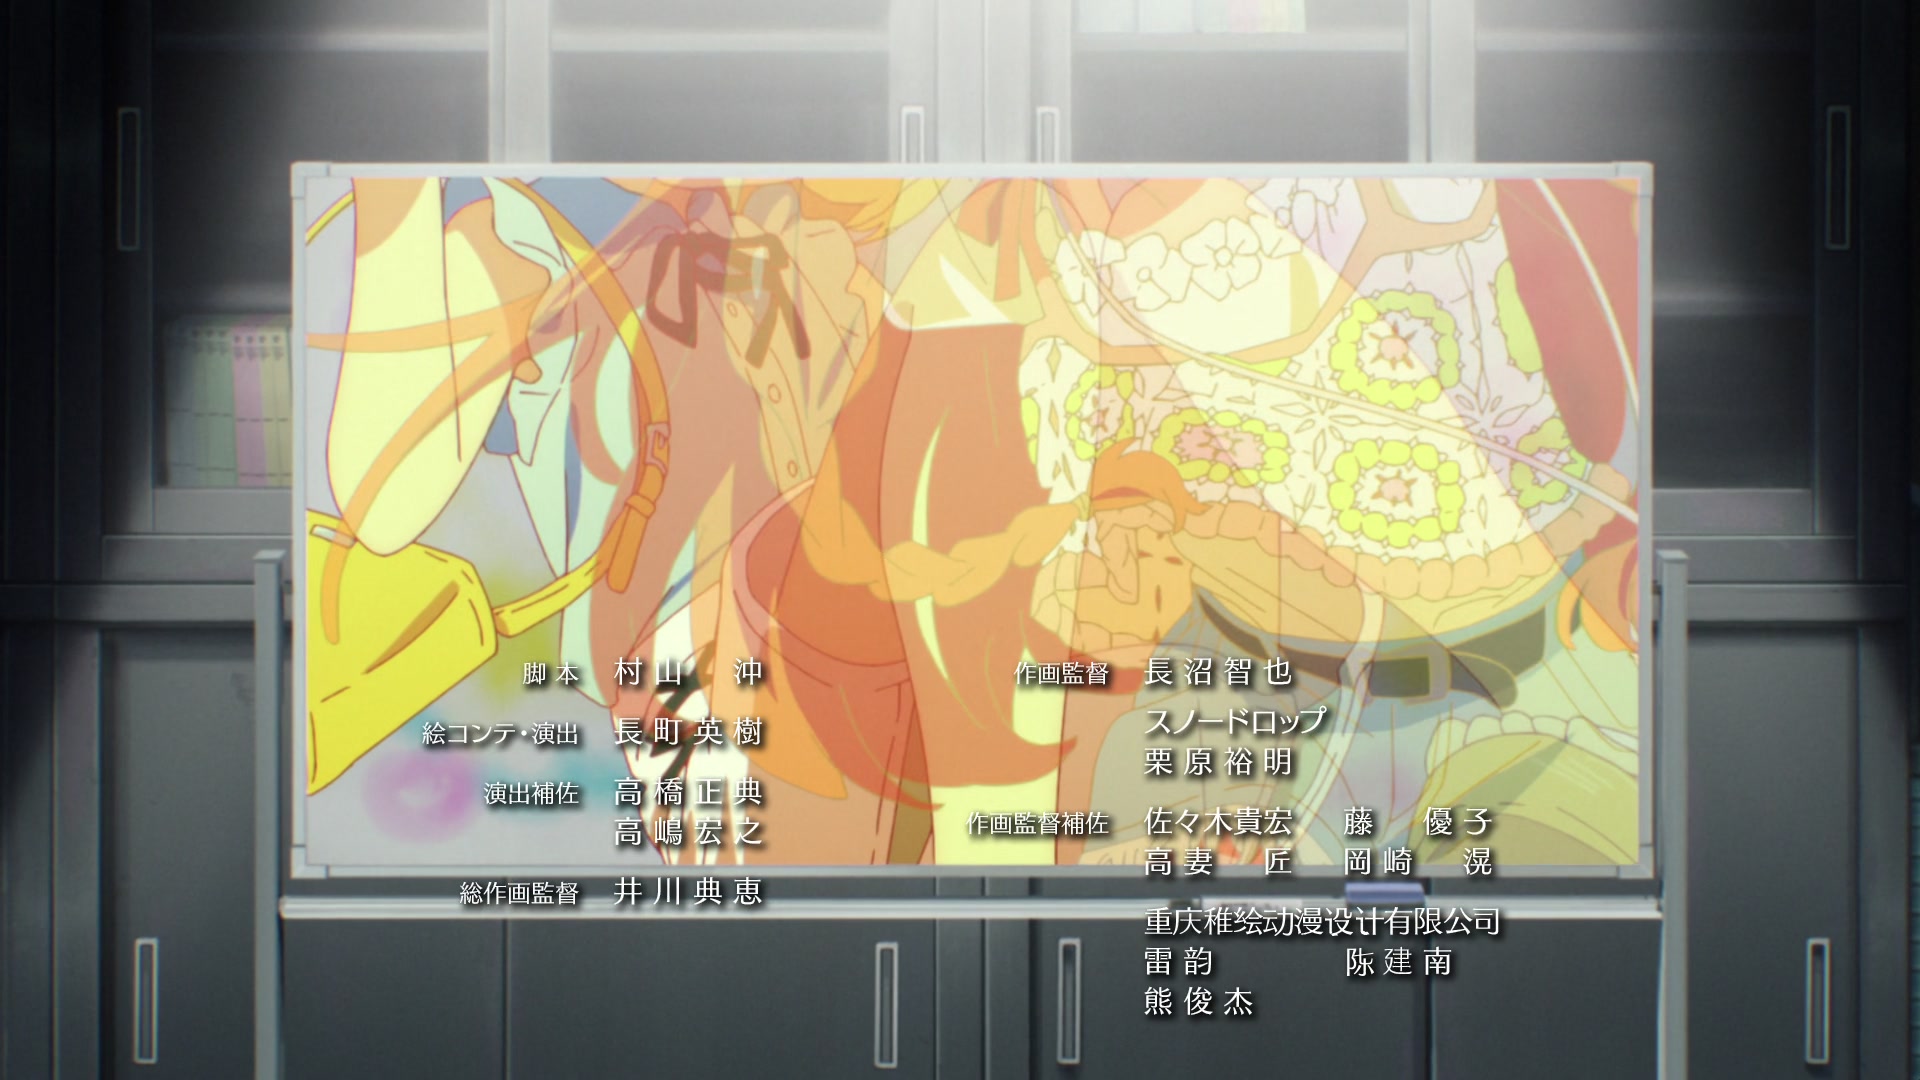 脚本 村山 沖
絵コンテ・演出 長町英樹
演出補佐 高橋正典
高嶋宏之
総作画監督 井川典恵
作画監督 長沼智也
スノードロップ
栗原裕明
作画監督補佐 佐々木貴宏 藤 優子
高妻 匠 岡崎 滉
重庆稚绘动漫设计有限公司
雷韵 陈建南
熊俊杰